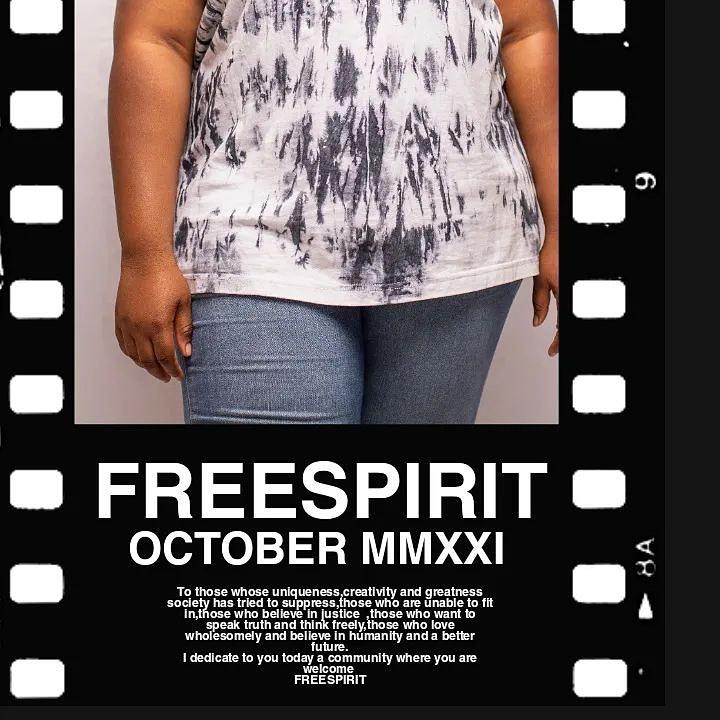 9
8A
FREESPIRIT
OCTOBER MMXXI
To those whose uniqueness,creativity and greatness
society has tried to suppress,those who are unable to fit
in,those who believe in justice ,those who want to
speak truth and think freely,those who love
wholesomely and believe in humanity and a better
future.
I dedicate to you today a community where you are
welcome
FREESPIRIT